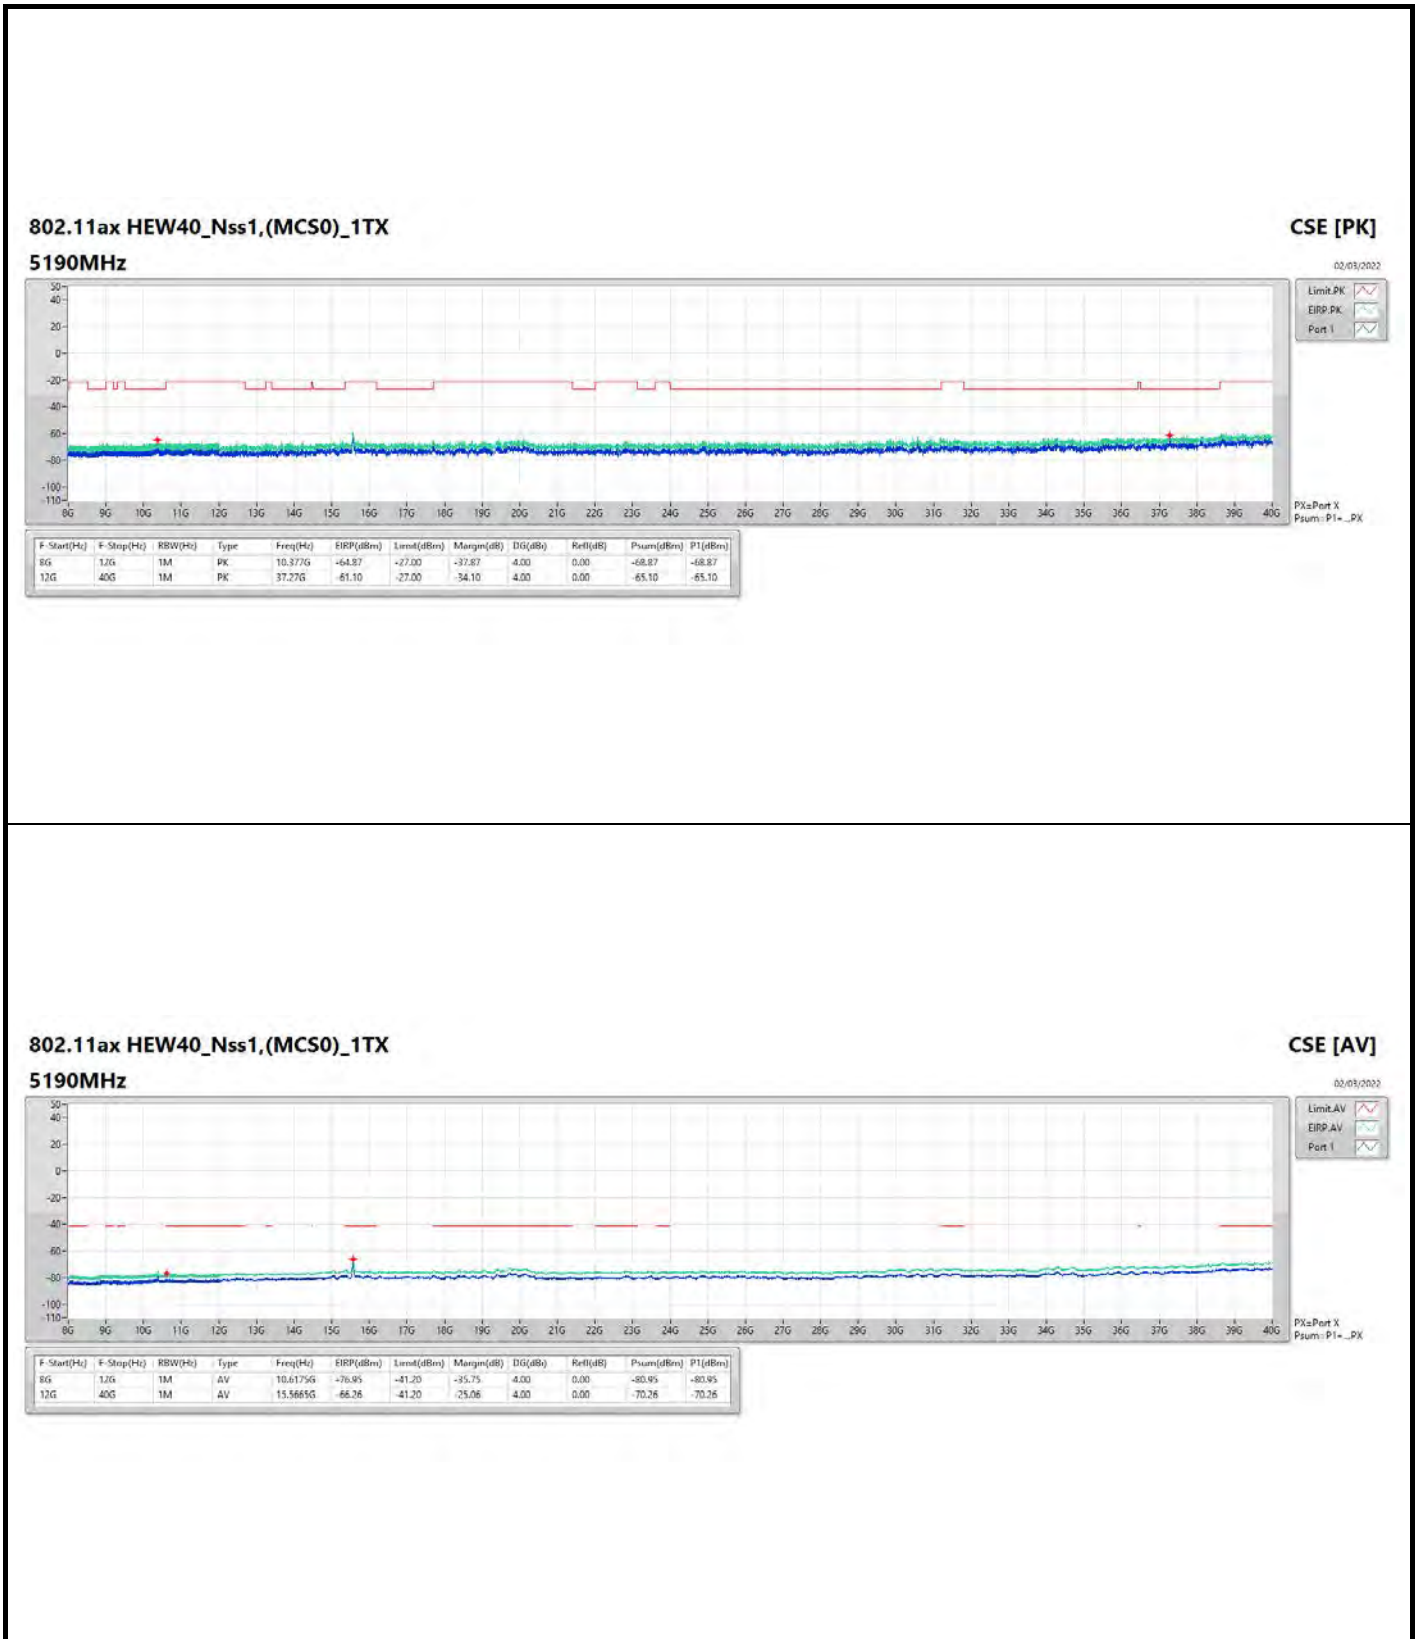 802.11ax HEW40_Nss1,(MCS0)_1TX
CSE [PK]
5190MHz
02/03/2022
50
40
20
0
-20
-40
-60
-80
-100
-110
8G 9G 10G 11G 12G 13G 14G 15G 16G 17G 18G 19G 20G 21G 22G 23G 24G 25G 26G 27G 28G 29G 30G 31G 32G 33G 34G 35G 36G 37G 38G 39G 40G
Limit.PK
EIRP.PK
Port 1
PX=Port X
Psum=P1+...PX
F-Start(Hz) F-Stop(Hz) RBW(Hz) Type Freq(Hz) EIRP(dBm) Limit(dBm) Margin(dB) DG(dBi) Refl(dB) Psum(dBm) P1(dBm)
8G 12G 1M PK 10.377G -64.87 -27.00 -37.87 4.00 0.00 -68.87 -68.87
12G 40G 1M PK 37.27G -61.10 -27.00 -34.10 4.00 0.00 -65.10 -65.10
802.11ax HEW40_Nss1,(MCS0)_1TX
CSE [AV]
5190MHz
02/03/2022
50
40
20
0
-20
-40
-60
-80
-100
-110
8G 9G 10G 11G 12G 13G 14G 15G 16G 17G 18G 19G 20G 21G 22G 23G 24G 25G 26G 27G 28G 29G 30G 31G 32G 33G 34G 35G 36G 37G 38G 39G 40G
Limit.AV
EIRP.AV
Port 1
PX=Port X
Psum=P1+...PX
F-Start(Hz) F-Stop(Hz) RBW(Hz) Type Freq(Hz) EIRP(dBm) Limit(dBm) Margin(dB) DG(dBi) Refl(dB) Psum(dBm) P1(dBm)
8G 12G 1M AV 10.6175G -76.95 -41.20 -35.75 4.00 0.00 -80.95 -80.95
12G 40G 1M AV 15.5665G -66.26 -41.20 -25.06 4.00 0.00 -70.26 -70.26